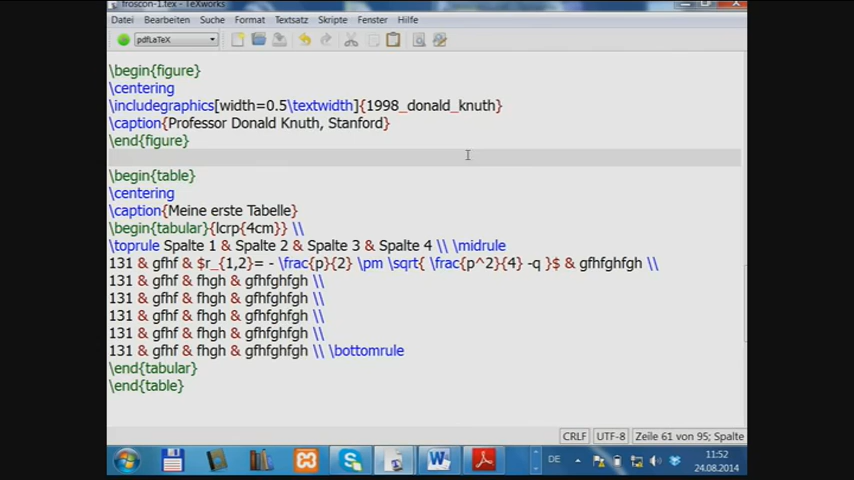 froscon-1.tex - TeXworks
Datei Bearbeiten Suche Format Textsatz Skripte Fenster Hilfe
pdfLaTeX
\begin{figure}
\centering
\includegraphics[width=0.5\textwidth]{1998_donald_knuth}
\caption{Professor Donald Knuth, Stanford}
\end{figure}
\begin{table}
\centering
\caption{Meine erste Tabelle}
\begin{tabular}{lcrp{4cm}} \\
\toprule Spalte 1 & Spalte 2 & Spalte 3 & Spalte 4 \\ \midrule
131 & gfhf & $r_{1,2}= - \frac{p}{2} \pm \sqrt{ \frac{p^2}{4} -q }$ & gfhfghfgh \\
131 & gfhf & fhgh & gfhfghfgh \\
131 & gfhf & fhgh & gfhfghfgh \\
131 & gfhf & fhgh & gfhfghfgh \\
131 & gfhf & fhgh & gfhfghfgh \\
131 & gfhf & fhgh & gfhfghfgh \\ \bottomrule
\end{tabular}
\end{table}
CRLF UTF-8 Zeile 61 von 95; Spalte
DE 11:52
24.08.2014